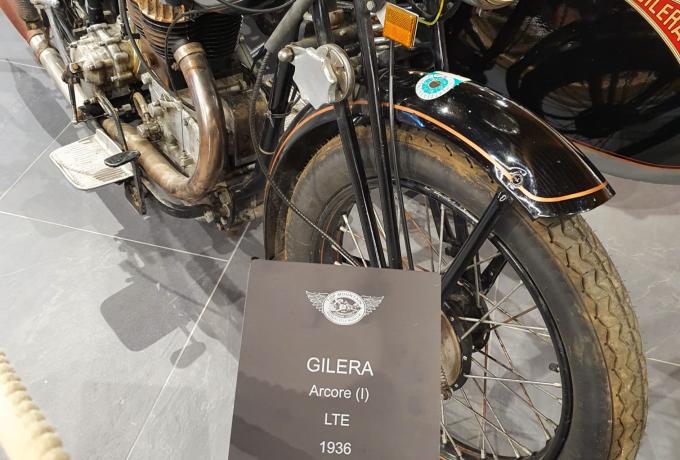 GILERA
Arcore (I)
LTE
1936